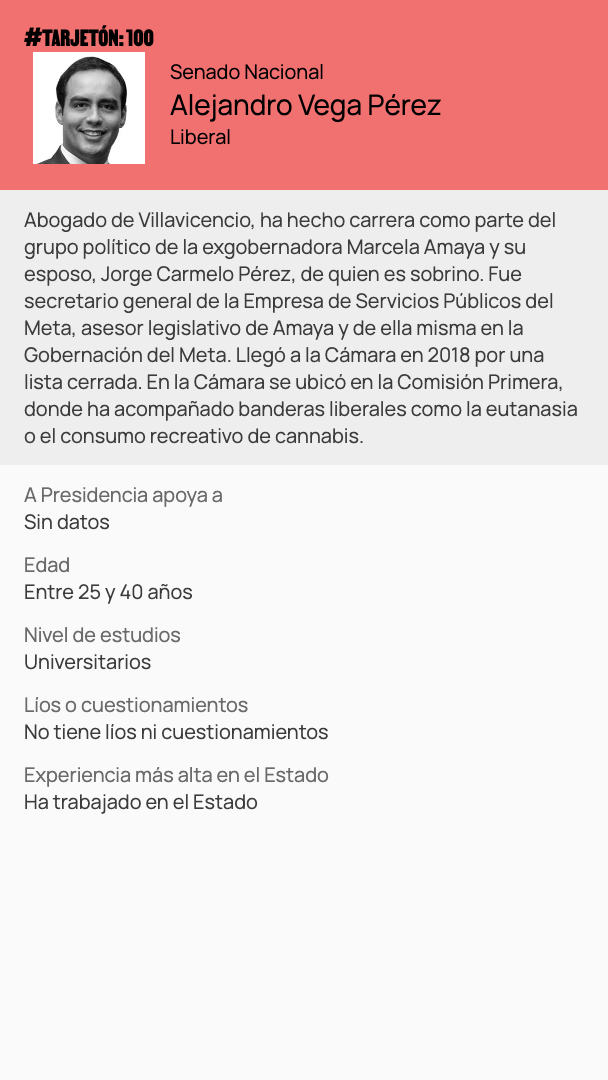 #TARJETÓN: 100
Senado Nacional
Alejandro Vega Pérez
Liberal
Abogado de Villavicencio, ha hecho carrera como parte del
grupo político de la exgobernadora Marcela Amaya y su
esposo, Jorge Carmelo Pérez, de quien es sobrino. Fue
secretario general de la Empresa de Servicios Públicos del
Meta, asesor legislativo de Amaya y de ella misma en la
Gobernación del Meta. Llegó a la Cámara en 2018 por una
lista cerrada. En la Cámara se ubicó en la Comisión Primera,
donde ha acompañado banderas liberales como la eutanasia
o el consumo recreativo de cannabis.
A Presidencia apoya a
Sin datos
Edad
Entre 25 y 40 años
Nivel de estudios
Universitarios
Líos o cuestionamientos
No tiene líos ni cuestionamientos
Experiencia más alta en el Estado
Ha trabajado en el Estado